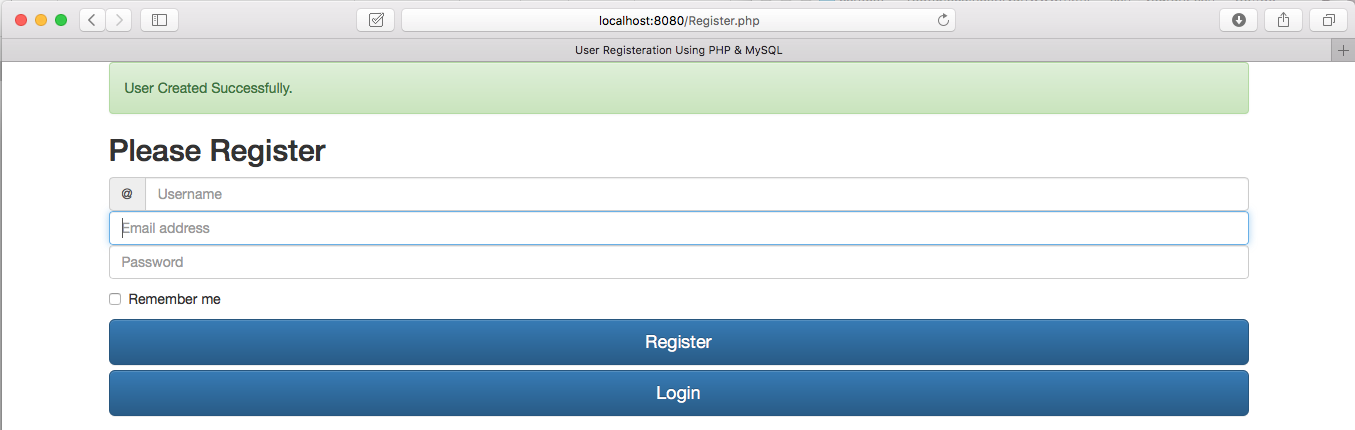 localhost:8080/Register.php
User Registeration Using PHP & MySQL
User Created Successfully.
Please Register
@ Username
Email address
Password
Remember me
Register
Login